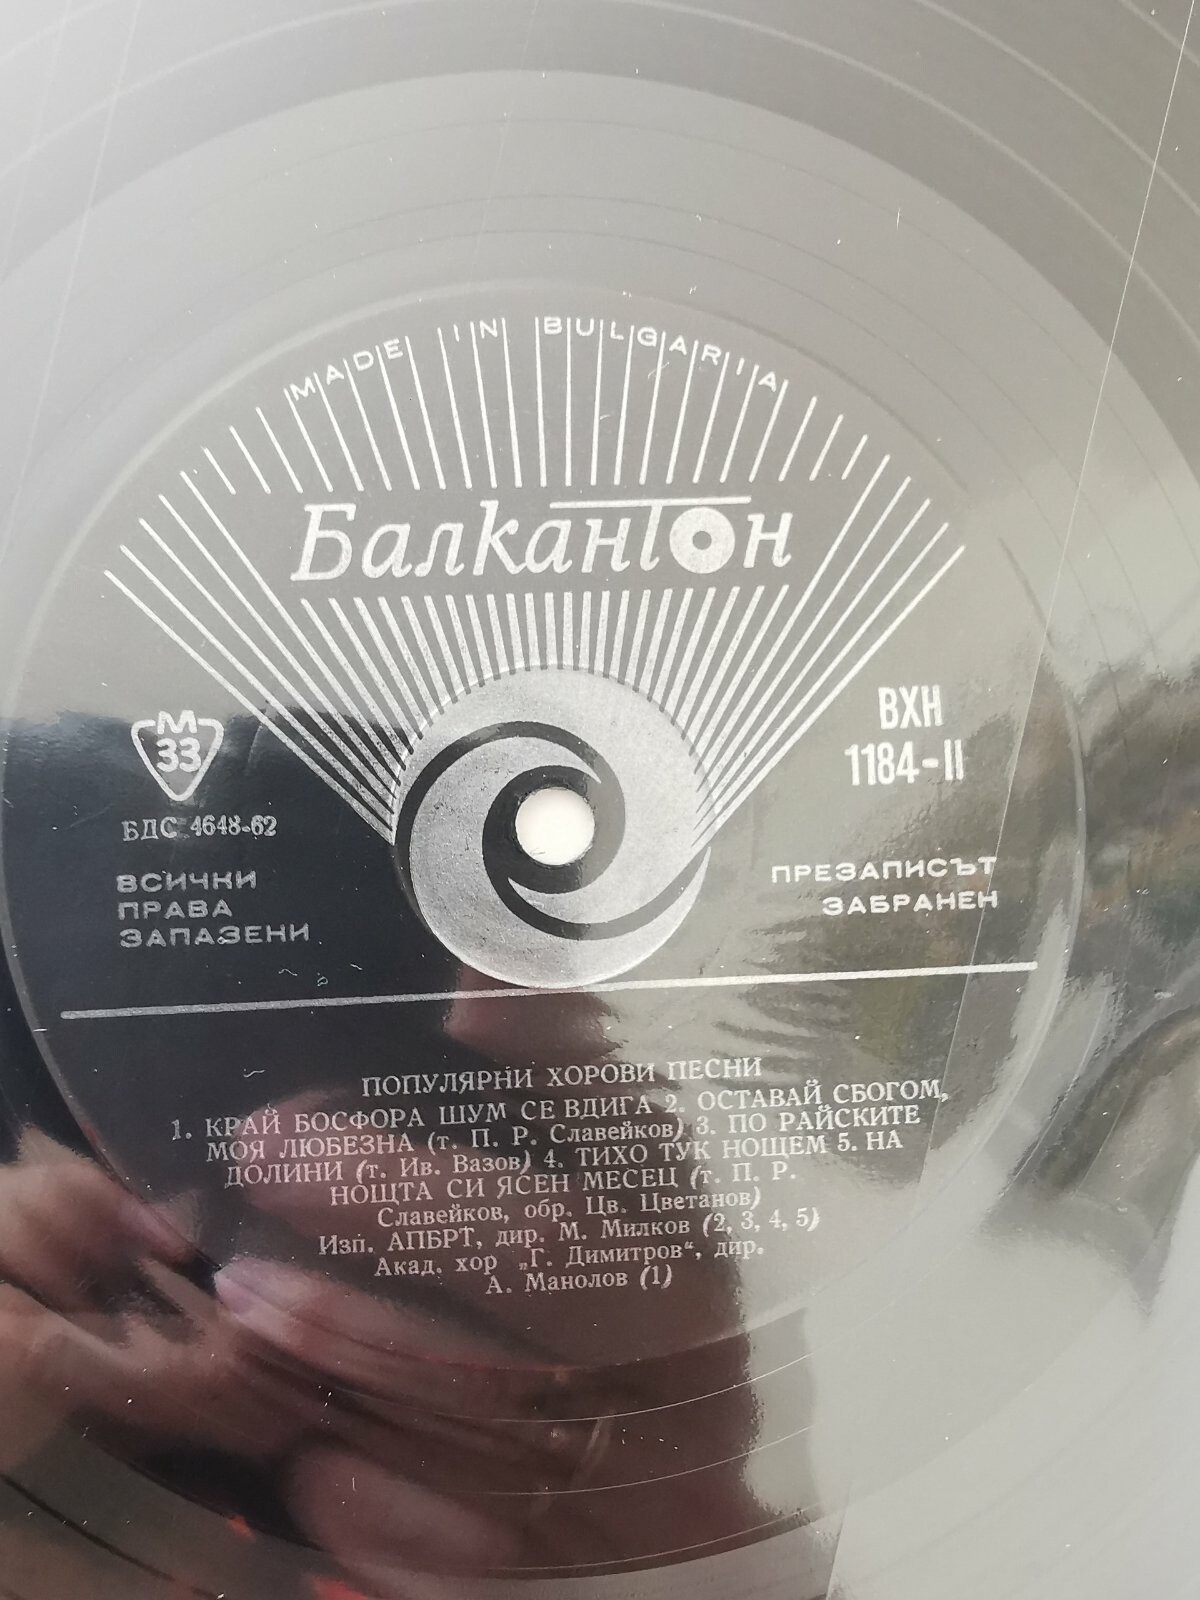 MADE IN BULGARIA
Балкантон
М
33
БДС 4648-62
ВСИЧКИ
ПРАВА
ЗАПАЗЕНИ
ВХН
1184-II
ПРЕЗАПИСЪТ
ЗАБРАНЕН
ПОПУЛЯРНИ ХОРОВИ ПЕСНИ
1. КРАЙ БОСФОРА ШУМ СЕ ВДИГА 2. ОСТАВАЙ СБОГОМ,
МОЯ ЛЮБЕЗНА (т. П. Р. Славейков) 3. ПО РАЙСКИТЕ
ДОЛИНИ (т. Ив. Вазов) 4. ТИХО ТУК НОЩЕМ 5. НА
НОЩТА СИ ЯСЕН МЕСЕЦ (т. П. Р.
Славейков, обр. Цв. Цветанов)
Изп. АПБРТ, дир. М. Милков (2, 3, 4, 5)
Акад. хор „Г. Димитров“, дир.
А. Манолов (1)